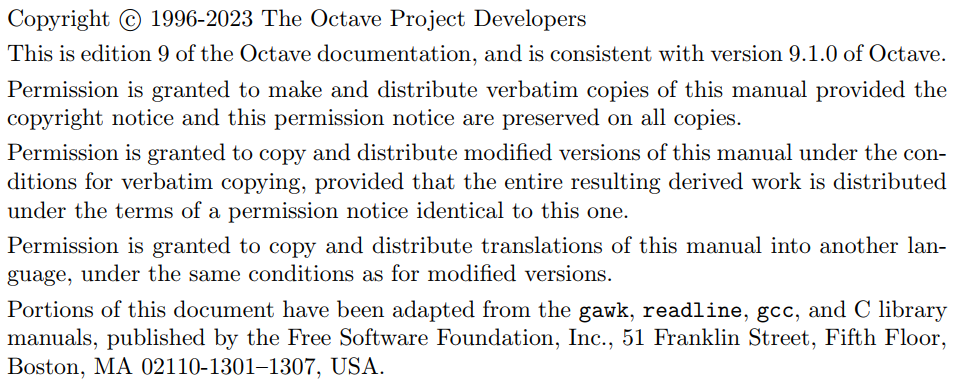 Copyright © 1996-2023 The Octave Project Developers
This is edition 9 of the Octave documentation, and is consistent with version 9.1.0 of Octave.
Permission is granted to make and distribute verbatim copies of this manual provided the
copyright notice and this permission notice are preserved on all copies.
Permission is granted to copy and distribute modified versions of this manual under the con-
ditions for verbatim copying, provided that the entire resulting derived work is distributed
under the terms of a permission notice identical to this one.
Permission is granted to copy and distribute translations of this manual into another lan-
guage, under the same conditions as for modified versions.
Portions of this document have been adapted from the gawk, readline, gcc, and C library
manuals, published by the Free Software Foundation, Inc., 51 Franklin Street, Fifth Floor,
Boston, MA 02110-1301–1307, USA.